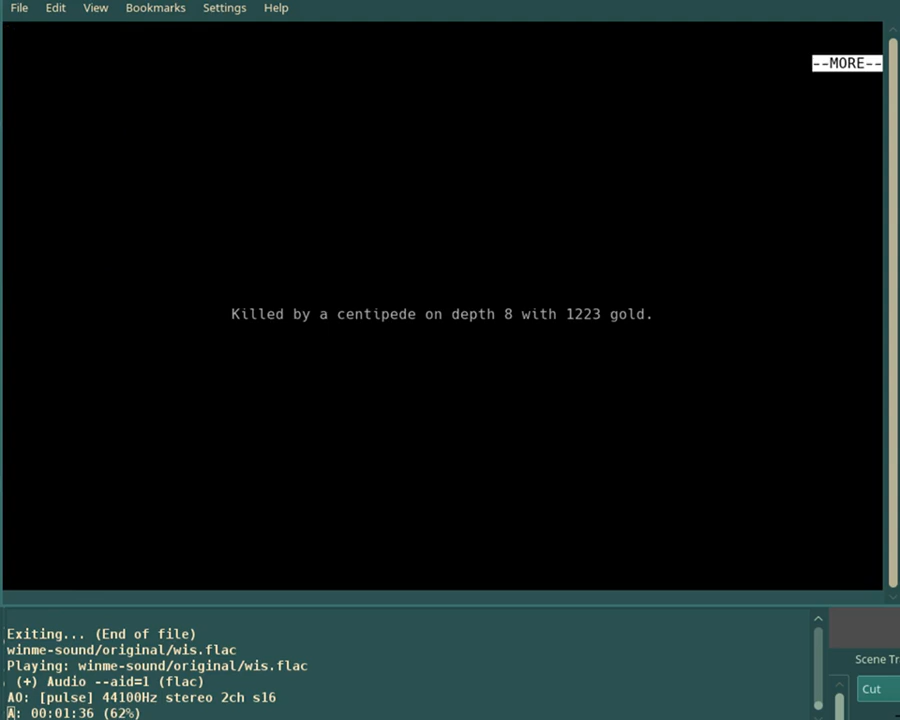 File Edit View Bookmarks Settings Help
--MORE--
Killed by a centipede on depth 8 with 1223 gold.
Exiting... (End of file)
winme-sound/original/wis.flac
Playing: winme-sound/original/wis.flac
(+) Audio --aid=1 (flac)
AO: [pulse] 44100Hz stereo 2ch s16
A: 00:01:36 (62%)
Scene Tr
Cut